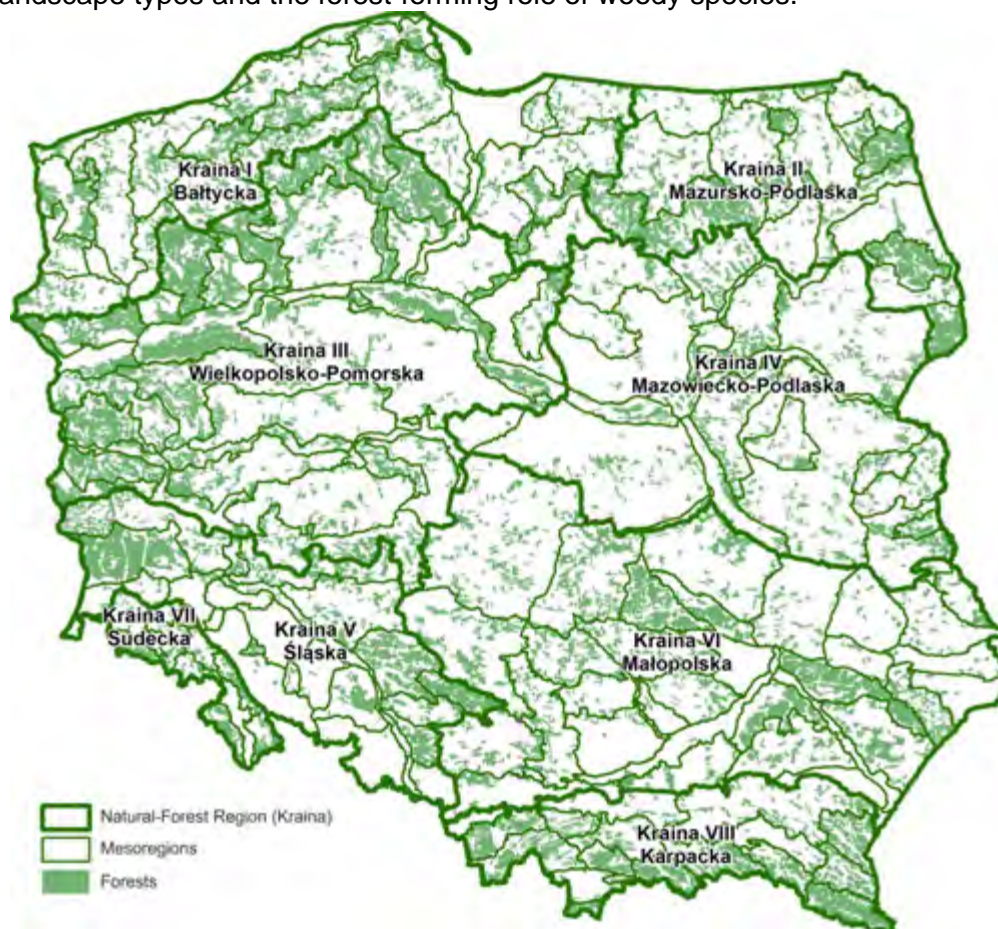 landscape types and the forest-forming role of woody species.
Kraina I
Bałtycka
Kraina II
Mazursko-Podlaska
Kraina III
Wielkopolsko-Pomorska
Kraina IV
Mazowiecko-Podlaska
Kraina VII
Sudecka
Kraina V
Śląska
Kraina VI
Małopolska
Kraina VIII
Karpacka
Natural-Forest Region (Kraina)
Mesoregions
Forests